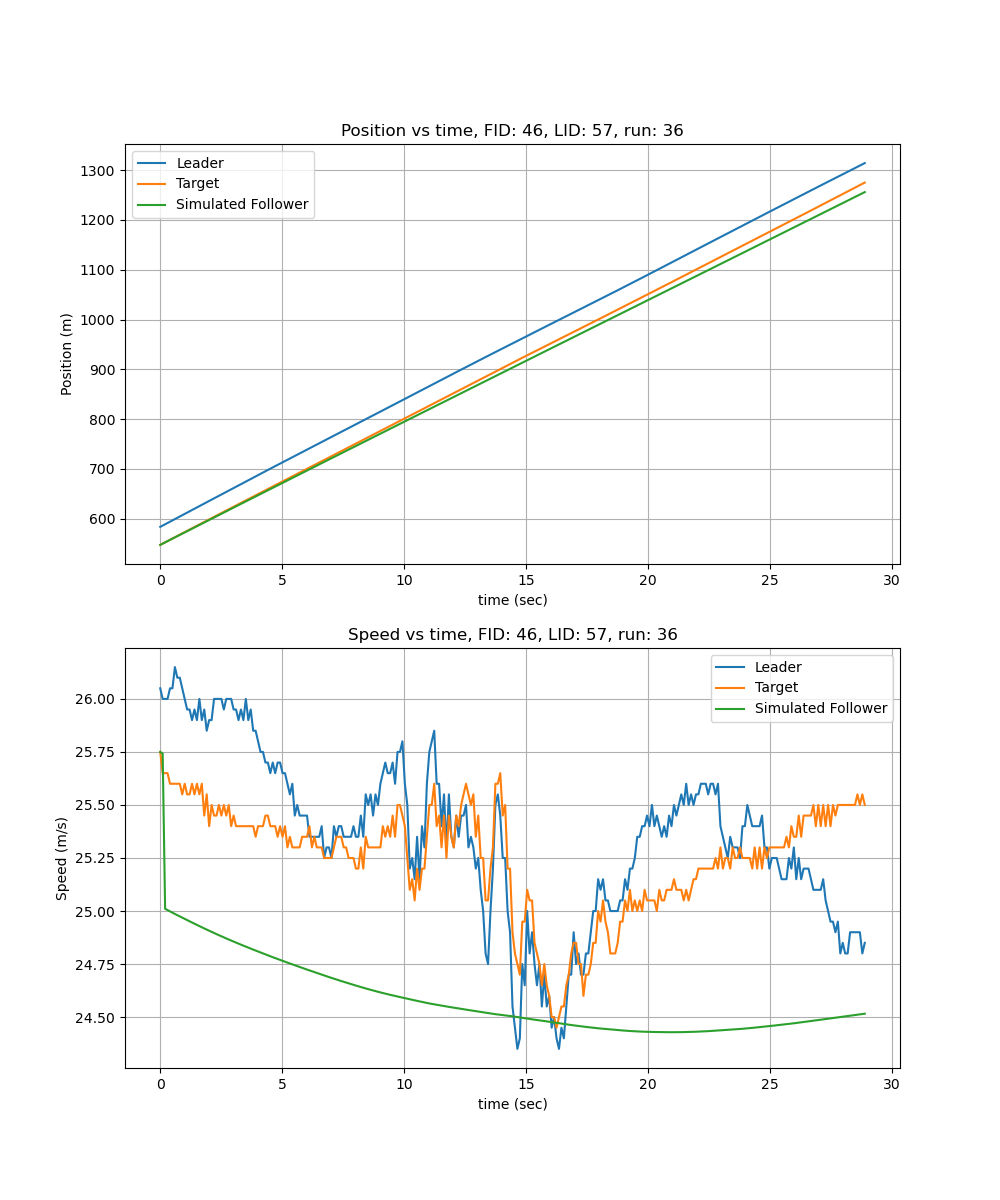 Position vs time, FID: 46, LID: 57, run: 36
Leader
Target
Simulated Follower
1300
1200
1100
1000
900
800
700
600
Position (m)
0 5 10 15 20 25 30
time (sec)
Speed vs time, FID: 46, LID: 57, run: 36
Leader
Target
Simulated Follower
26.00
25.75
25.50
25.25
25.00
24.75
24.50
Speed (m/s)
0 5 10 15 20 25 30
time (sec)